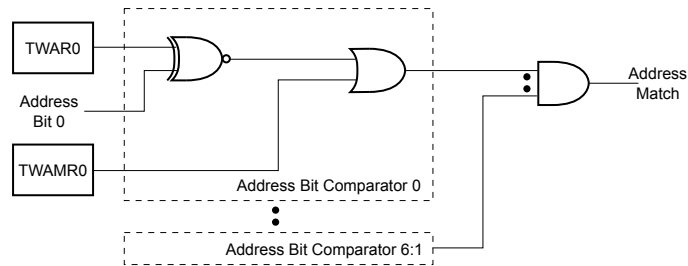 TWAR0
Address
Bit 0
TWAMR0
Address Bit Comparator 0
Address Bit Comparator 6:1
Address
Match